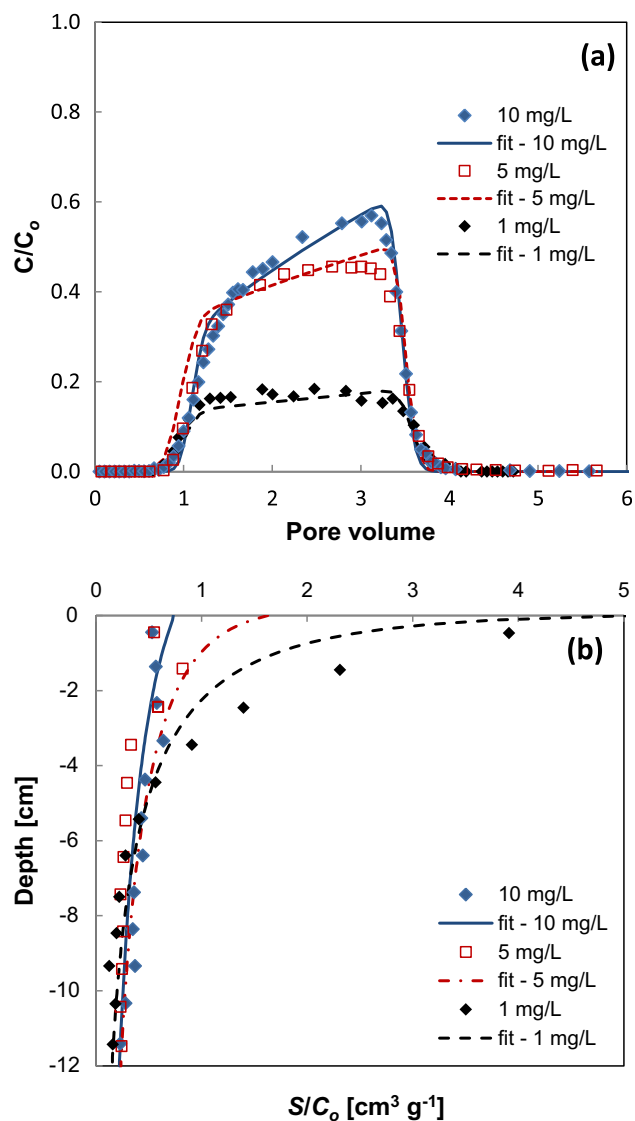 1.0
0.8
0.6
0.4
0.2
0.0
C/Cₒ
(a)
10 mg/L
fit - 10 mg/L
5 mg/L
fit - 5 mg/L
1 mg/L
fit - 1 mg/L
0 1 2 3 4 5 6
Pore volume
0 1 2 3 4 5
0
-2
-4
-6
-8
-10
-12
Depth [cm]
(b)
10 mg/L
fit - 10 mg/L
5 mg/L
fit - 5 mg/L
1 mg/L
fit - 1 mg/L
S/Cₒ [cm³ g⁻¹]